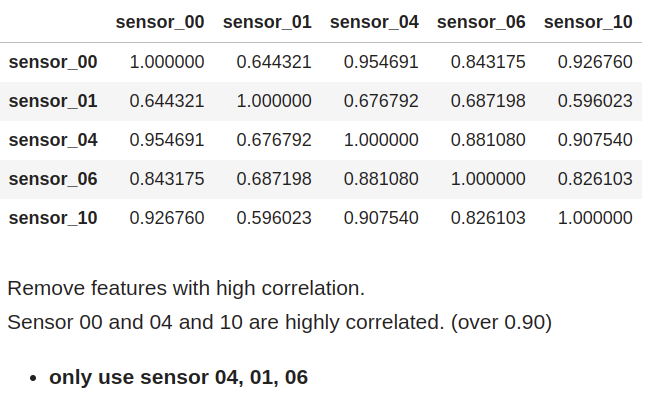 sensor_00 sensor_01 sensor_04 sensor_06 sensor_10
sensor_00 1.000000 0.644321 0.954691 0.843175 0.926760
sensor_01 0.644321 1.000000 0.676792 0.687198 0.596023
sensor_04 0.954691 0.676792 1.000000 0.881080 0.907540
sensor_06 0.843175 0.687198 0.881080 1.000000 0.826103
sensor_10 0.926760 0.596023 0.907540 0.826103 1.000000
Remove features with high correlation.
Sensor 00 and 04 and 10 are highly correlated. (over 0.90)
• only use sensor 04, 01, 06